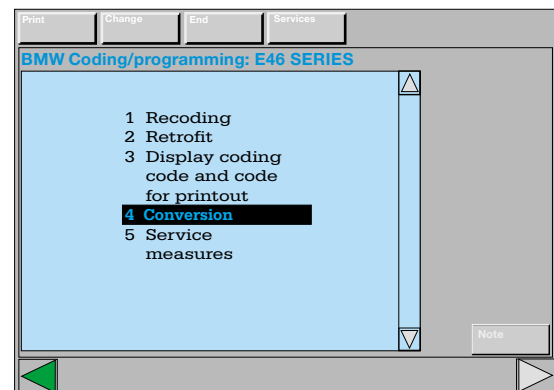 Print Change End Services
BMW Coding/programming: E46 SERIES
1 Recoding
2 Retrofit
3 Display coding
code and code
for printout
4 Conversion
5 Service
measures
Note